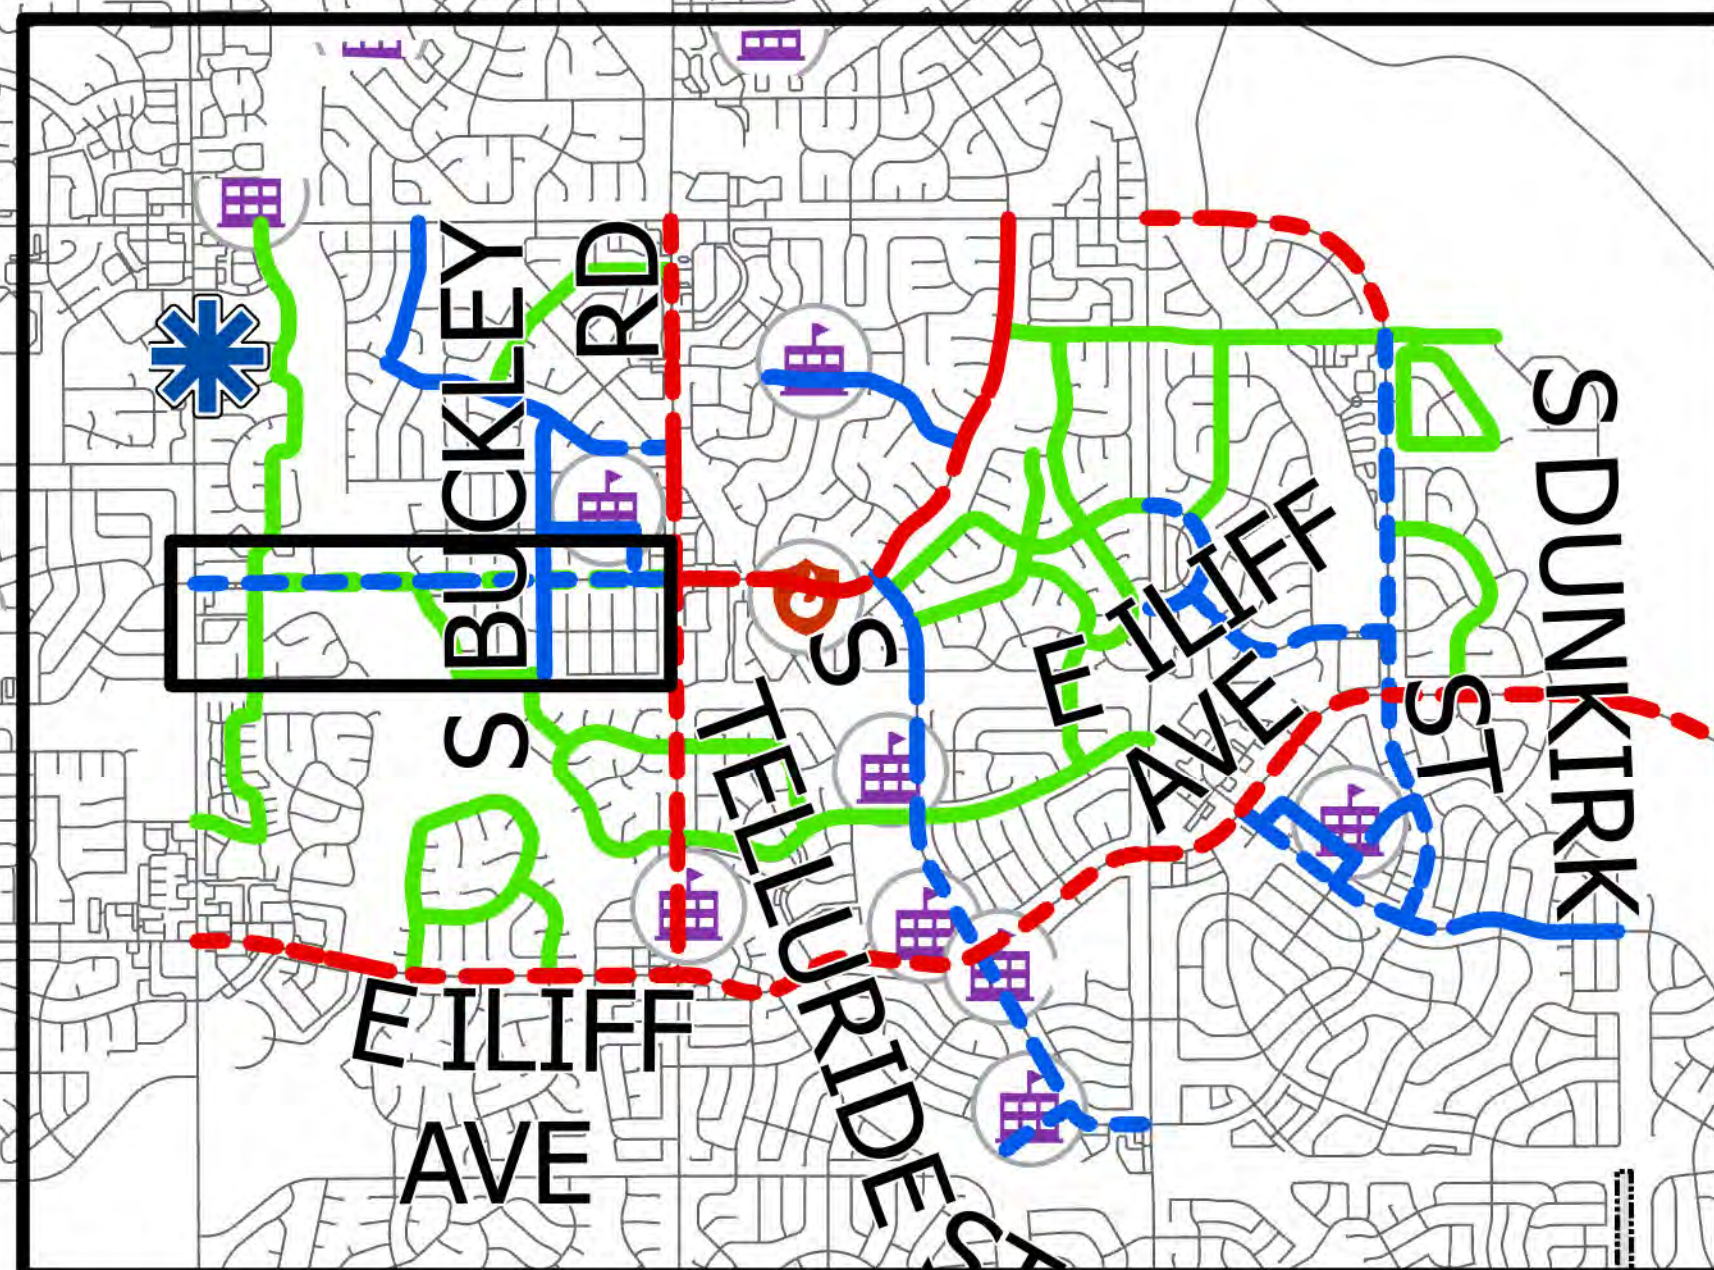 S BUCKLEY
RD
S
TELLURIDE ST
E ILIFF
AVE
E ILIFF
AVE
S DUNKIRK
ST